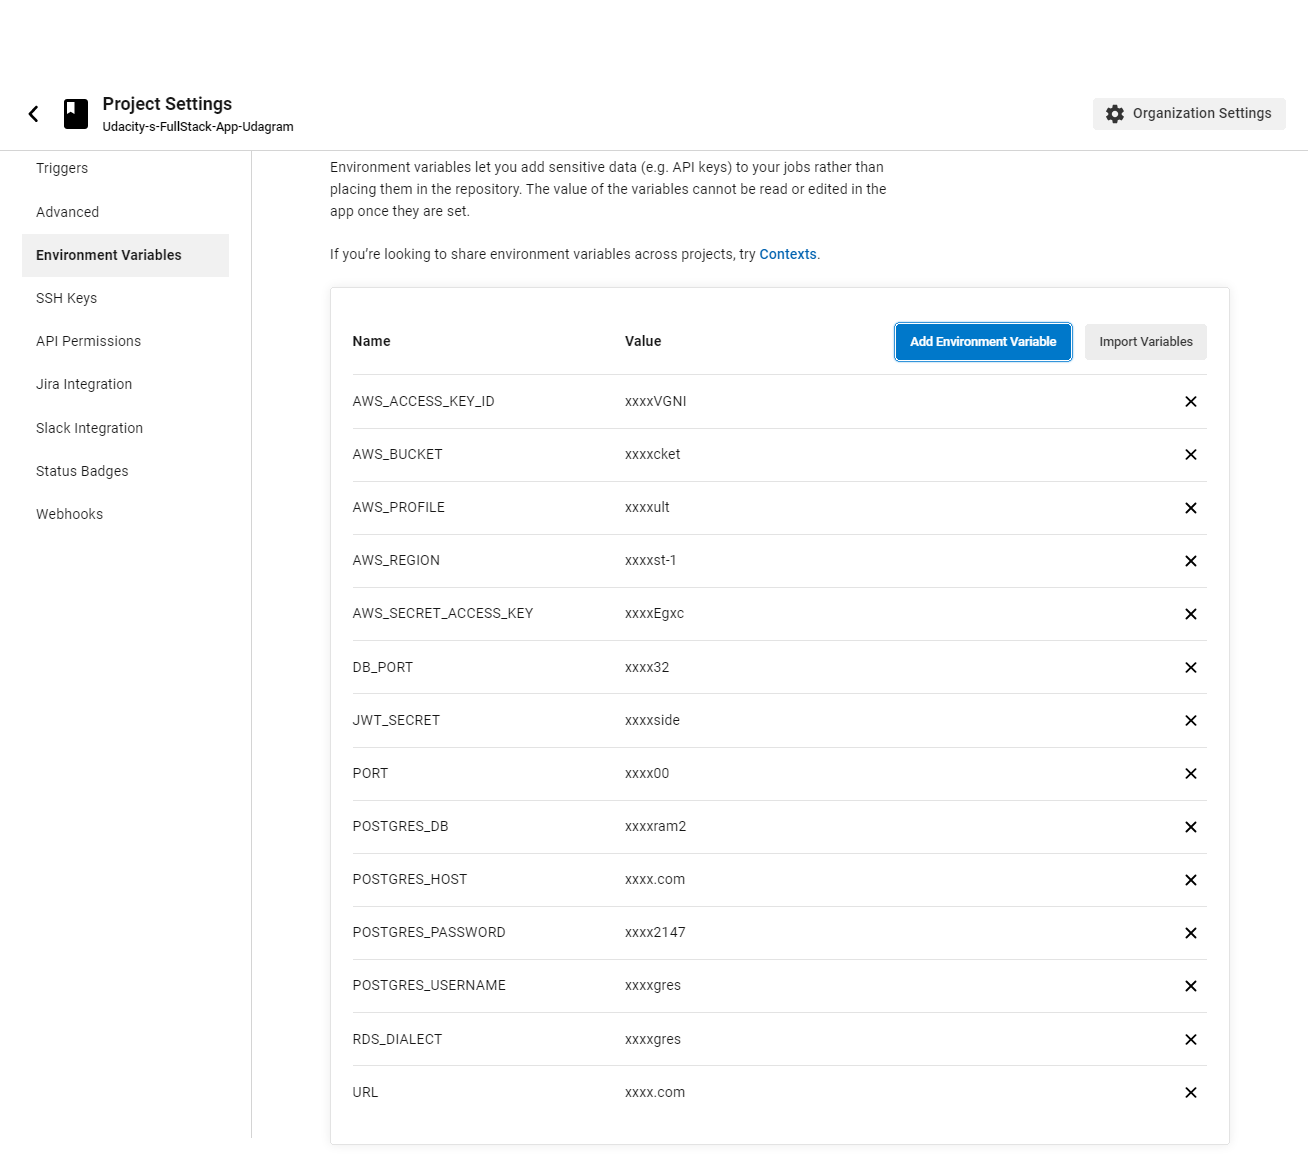 Project Settings
Udacity-s-FullStack-App-Udagram
Organization Settings
Triggers
Advanced
Environment Variables
SSH Keys
API Permissions
Jira Integration
Slack Integration
Status Badges
Webhooks
Environment variables let you add sensitive data (e.g. API keys) to your jobs rather than
placing them in the repository. The value of the variables cannot be read or edited in the
app once they are set.
If you’re looking to share environment variables across projects, try Contexts.
Name Value Add Environment Variable Import Variables
AWS_ACCESS_KEY_ID xxxxVGNI
AWS_BUCKET xxxxcket
AWS_PROFILE xxxxult
AWS_REGION xxxxst-1
AWS_SECRET_ACCESS_KEY xxxxEgxc
DB_PORT xxxx32
JWT_SECRET xxxxside
PORT xxxx00
POSTGRES_DB xxxxram2
POSTGRES_HOST xxxx.com
POSTGRES_PASSWORD xxxx2147
POSTGRES_USERNAME xxxxgres
RDS_DIALECT xxxxgres
URL xxxx.com